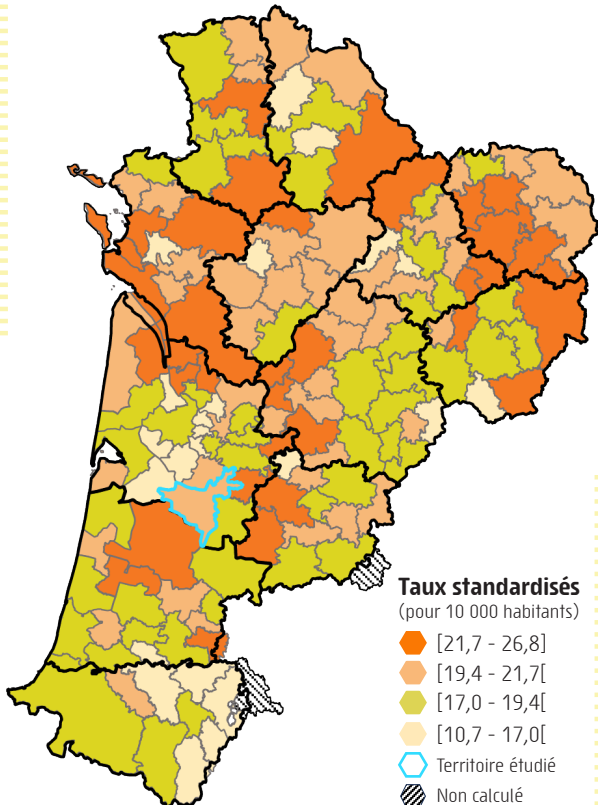 Taux standardisés
(pour 10 000 habitants)
[21,7 - 26,8]
[19,4 - 21,7[
[17,0 - 19,4[
[10,7 - 17,0[
Territoire étudié
Non calculé